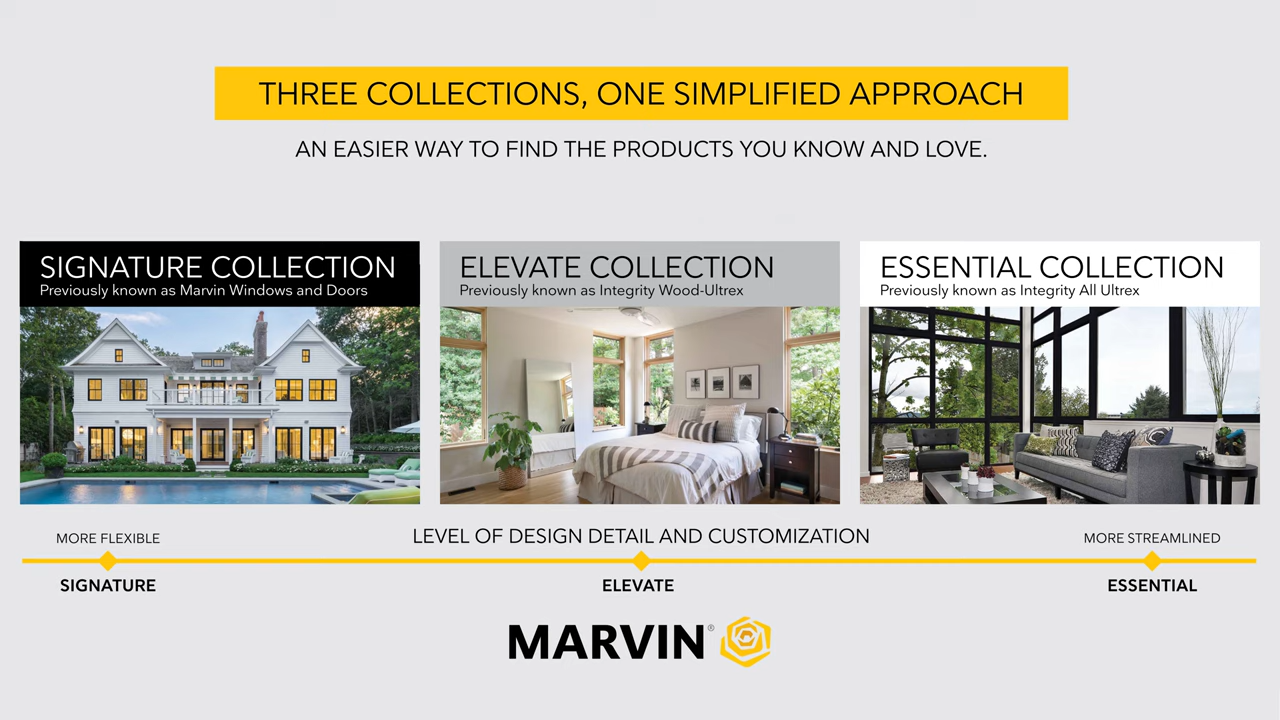 THREE COLLECTIONS, ONE SIMPLIFIED APPROACH
AN EASIER WAY TO FIND THE PRODUCTS YOU KNOW AND LOVE.
SIGNATURE COLLECTION
Previously known as Marvin Windows and Doors
ELEVATE COLLECTION
Previously known as Integrity Wood-Ultrex
ESSENTIAL COLLECTION
Previously known as Integrity All Ultrex
MORE FLEXIBLE
LEVEL OF DESIGN DETAIL AND CUSTOMIZATION
MORE STREAMLINED
SIGNATURE
ELEVATE
ESSENTIAL
MARVIN®